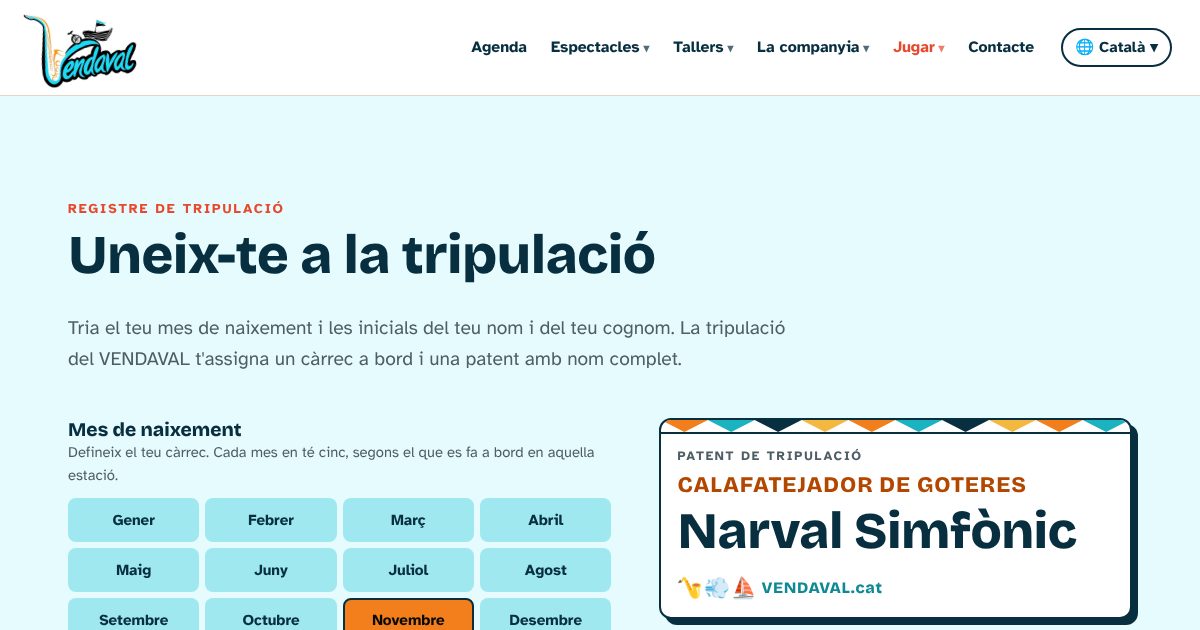 Vendaval
Agenda
Espectacles ▾
Tallers ▾
La companyia ▾
Jugar ▾
Contacte
🌐 Català ▾
REGISTRE DE TRIPULACIÓ
Uneix-te a la tripulació
Tria el teu mes de naixement i les inicials del teu nom i del teu cognom. La tripulació
del VENDAVAL t'assigna un càrrec a bord i una patent amb nom complet.
Mes de naixement
Defineix el teu càrrec. Cada mes en té cinc, segons el que es fa a bord en aquella
estació.
Gener
Febrer
Març
Abril
Maig
Juny
Juliol
Agost
Setembre
Octubre
Novembre
Desembre
PATENT DE TRIPULACIÓ
CALAFATEJADOR DE GOTERES
Narval Simfònic
🎷💨⛵ VENDAVAL.cat